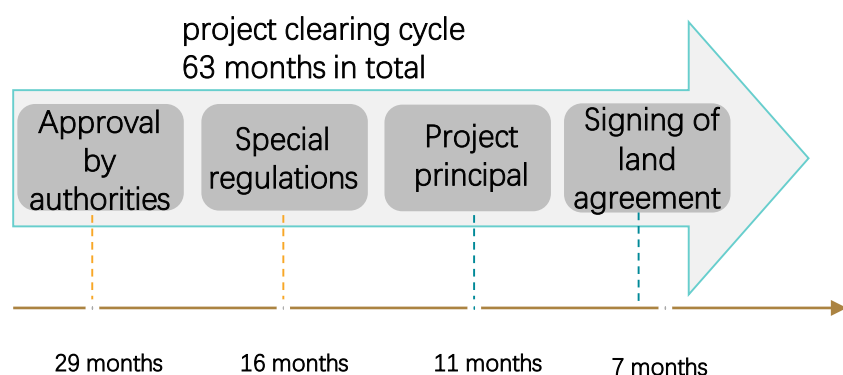 project clearing cycle
63 months in total
Approval
by
authorities
Special
regulations
Project
principal
Signing of
land
agreement
29 months
16 months
11 months
7 months